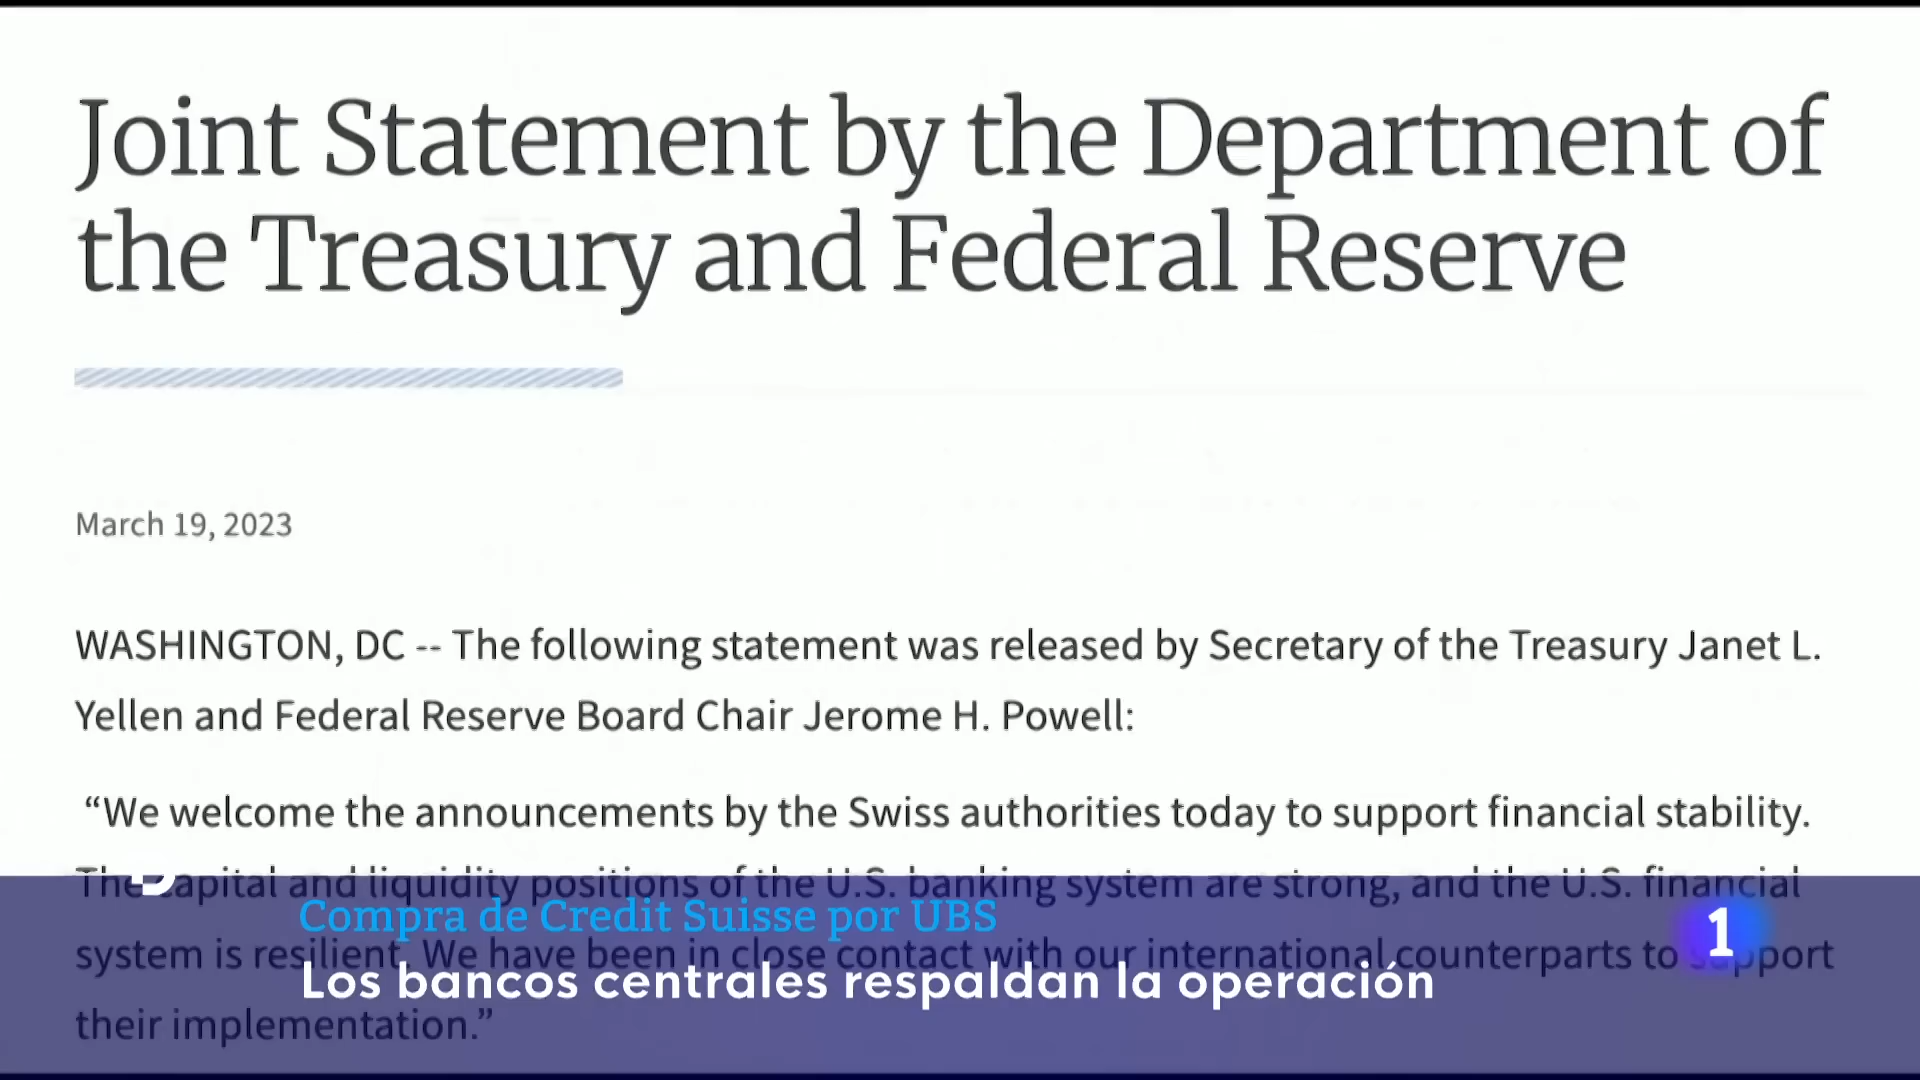 Joint Statement by the Department of
the Treasury and Federal Reserve
March 19, 2023
WASHINGTON, DC -- The following statement was released by Secretary of the Treasury Janet L.
Yellen and Federal Reserve Board Chair Jerome H. Powell:
“We welcome the announcements by the Swiss authorities today to support financial stability.
The capital and liquidity positions of the U.S. banking system are strong, and the U.S. financial
system is resilient. We have been in close contact with our international counterparts to support
their implementation.”
Compra de Credit Suisse por UBS
Los bancos centrales respaldan la operación
1